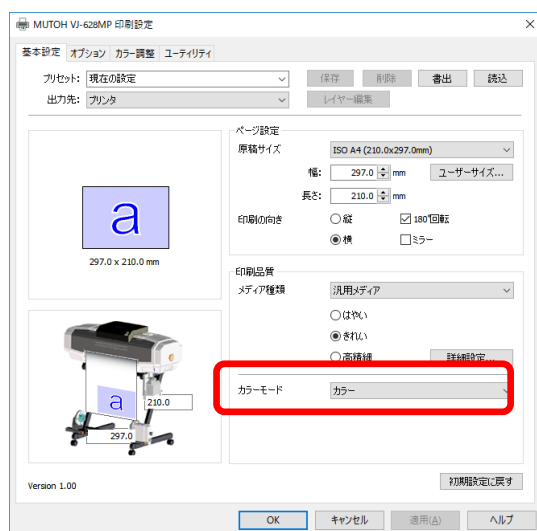 MUTOH VJ-628MP 印刷設定
基本設定 オプション カラー調整 ユーティリティ
プリセット: 現在の設定 保存 削除 書出 読込
出力先: プリンタ レイヤー編集
ページ設定
原稿サイズ ISO A4 (210.0x297.0mm)
幅: 297.0 mm ユーザーサイズ...
長さ: 210.0 mm
印刷の向き 縦 180°回転
横 ミラー
a
297.0 x 210.0 mm
印刷品質
メディア種類 汎用メディア
はやい
きれい
高精細 詳細設定...
カラーモード カラー
a
210.0
297.0
初期設定に戻す
Version 1.00
OK キャンセル 適用(A) ヘルプ